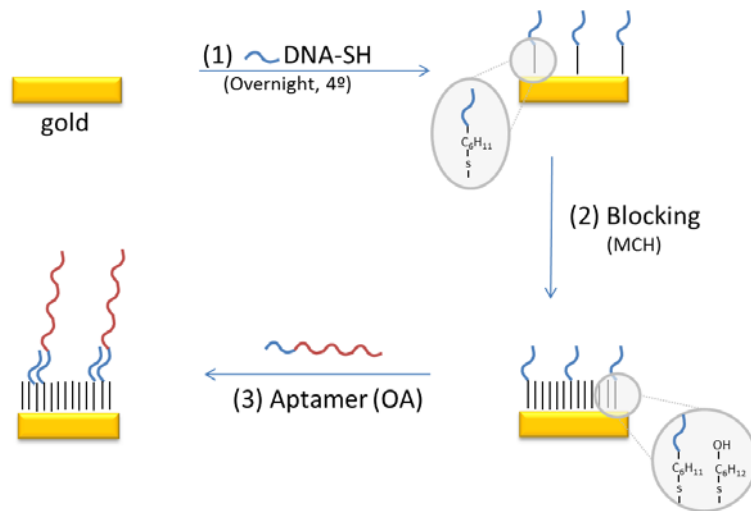 (1) DNA-SH
(Overnight, 4º)
gold
C6H11
S
(2) Blocking
(MCH)
(3) Aptamer (OA)
OH
C6H11 C6H12
S S